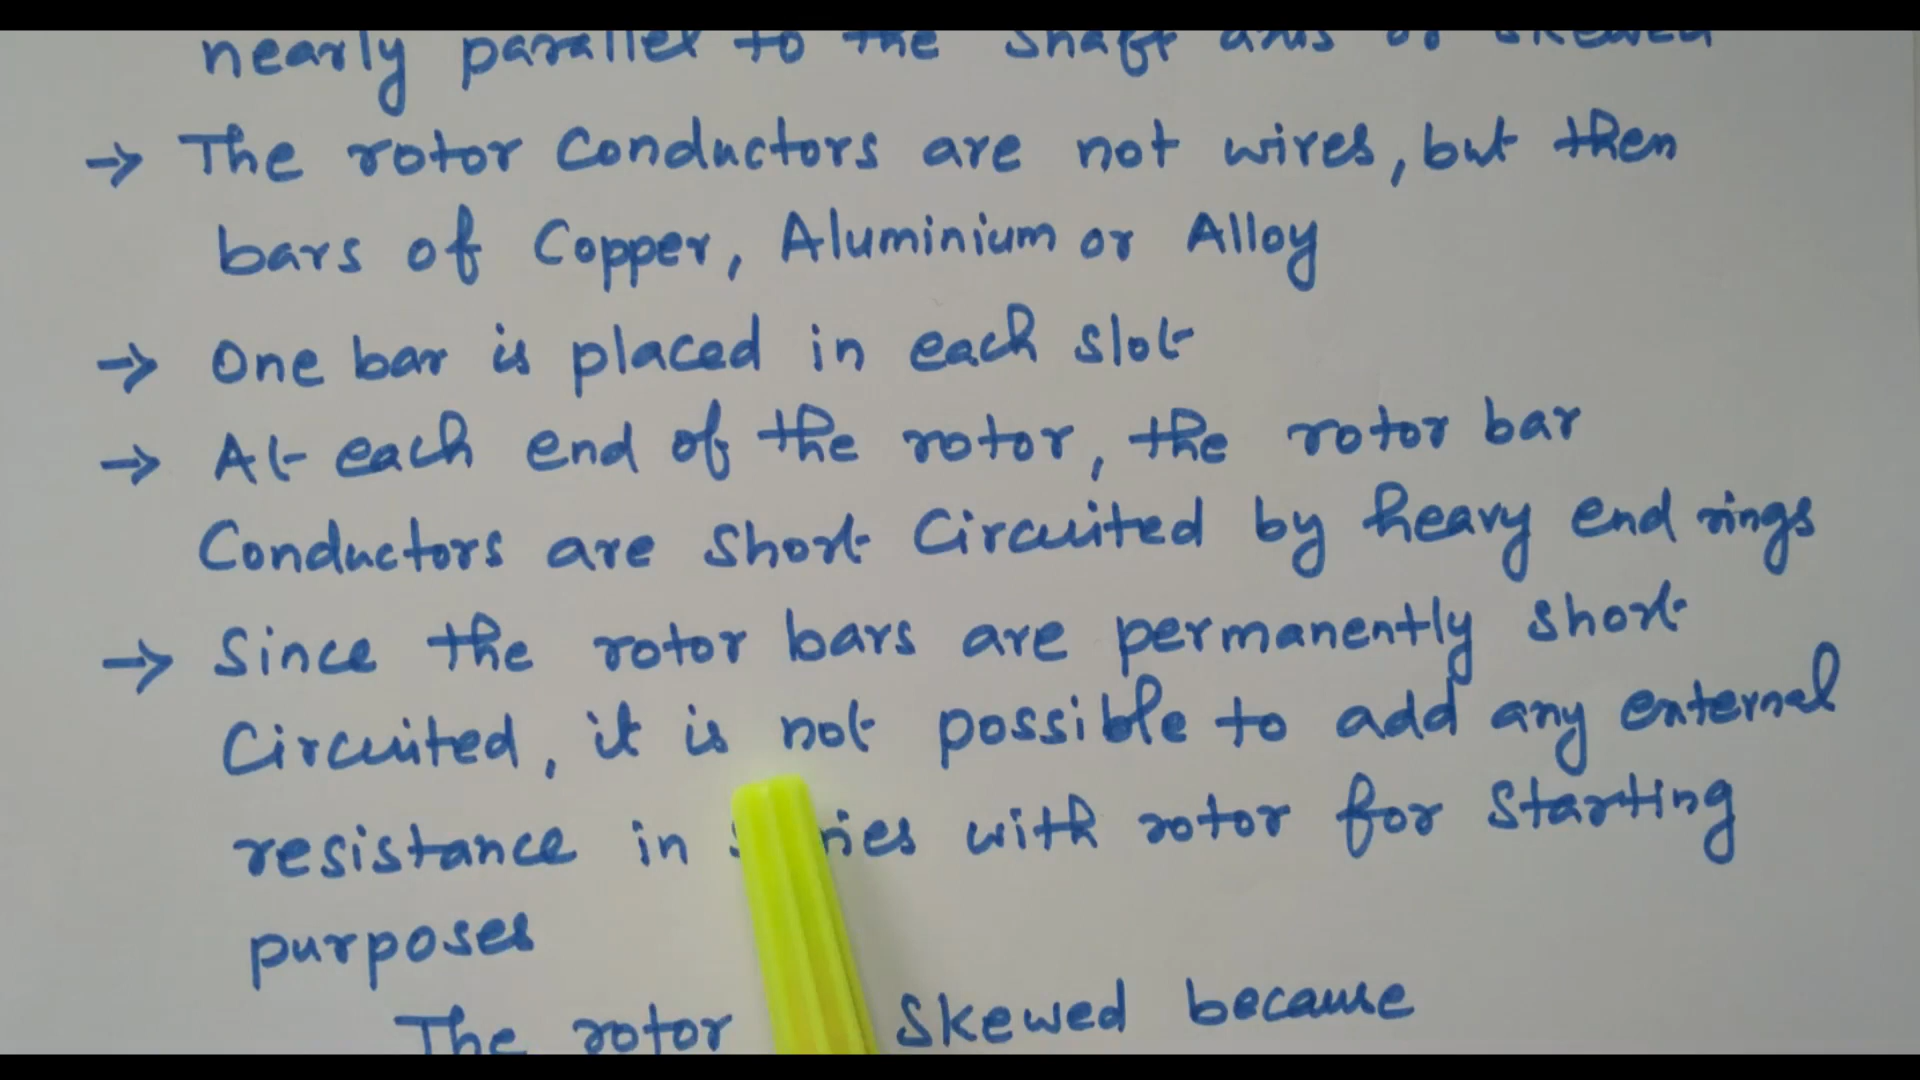 nearly parallel to the shaft axis or skewed
→ The rotor Conductors are not wires, but then
bars of Copper, Aluminium or Alloy
→ One bar is placed in each slot
→ At each end of the rotor, the rotor bar
Conductors are short Circuited by heavy end rings
→ Since the rotor bars are permanently short
Circuited, it is not possible to add any external
resistance in with rotor for starting
purposes
The rotor skewed because